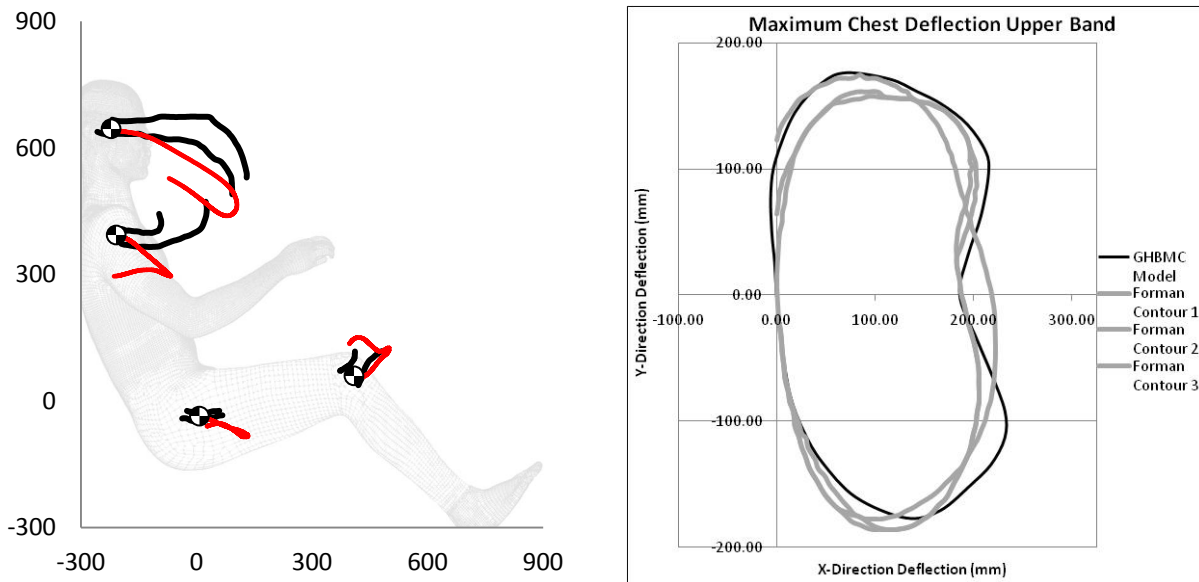 900
600
300
0
-300
-300
0
300
600
900
Maximum Chest Deflection Upper Band
200.00
100.00
0.00
-100.00
0.00
100.00
200.00
300.00
-100.00
-200.00
Y-Direction Deflection (mm)
X-Direction Deflection (mm)
GHBMC
Model
Forman
Contour 1
Forman
Contour 2
Forman
Contour 3